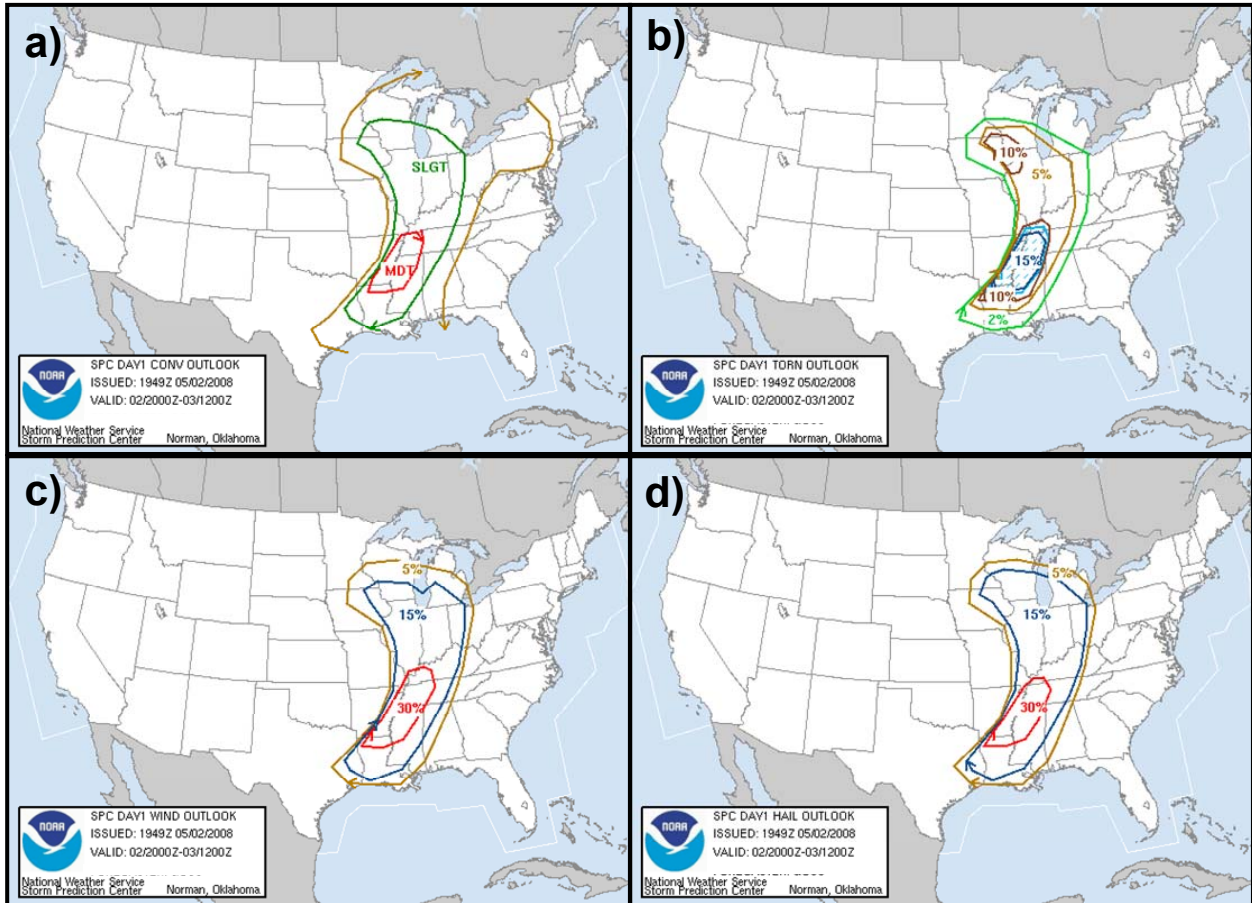 a)
SLGT
MDT
NOAA
SPC DAY1 CONV OUTLOOK
ISSUED: 1949Z 05/02/2008
VALID: 02/2000Z-03/1200Z
National Weather Service
Storm Prediction Center Norman, Oklahoma
b)
10%
5%
15%
10%
2%
NOAA
SPC DAY1 TORN OUTLOOK
ISSUED: 1949Z 05/02/2008
VALID: 02/2000Z-03/1200Z
National Weather Service
Storm Prediction Center Norman, Oklahoma
c)
5%
15%
30%
NOAA
SPC DAY1 WIND OUTLOOK
ISSUED: 1949Z 05/02/2008
VALID: 02/2000Z-03/1200Z
National Weather Service
Storm Prediction Center Norman, Oklahoma
d)
5%
15%
30%
NOAA
SPC DAY1 HAIL OUTLOOK
ISSUED: 1949Z 05/02/2008
VALID: 02/2000Z-03/1200Z
National Weather Service
Storm Prediction Center Norman, Oklahoma